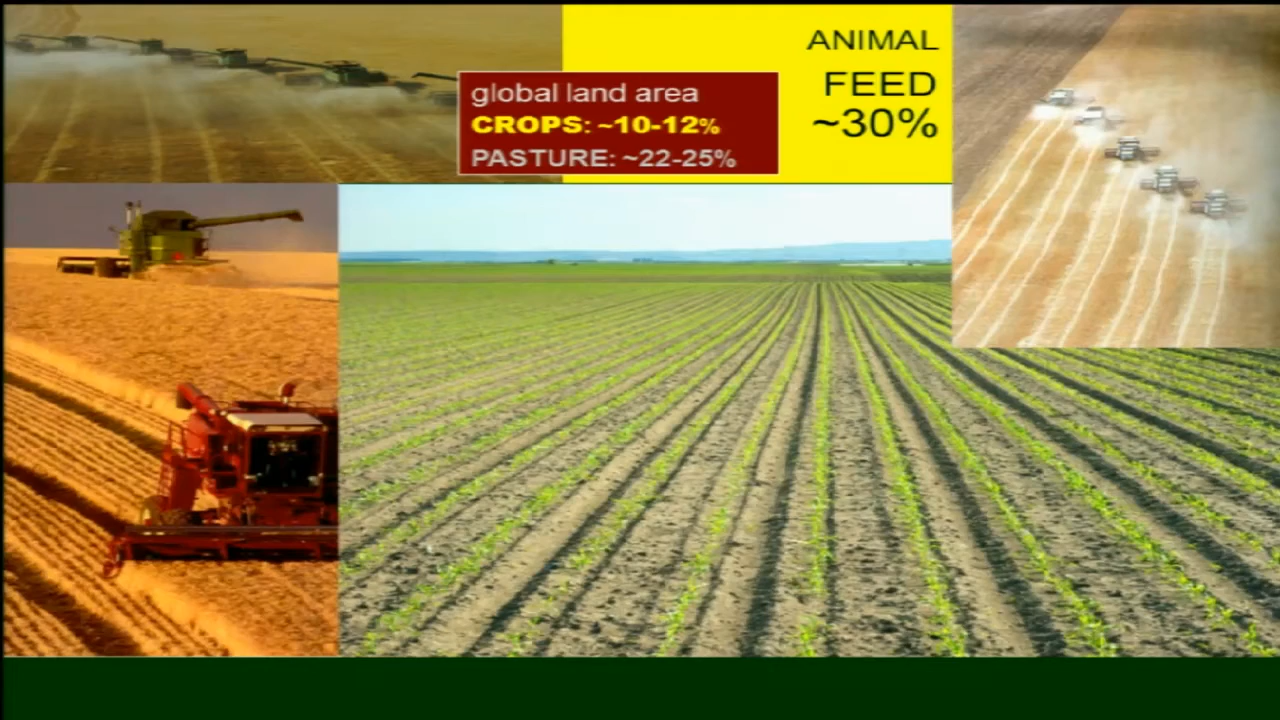 global land area
CROPS: ~10-12%
PASTURE: ~22-25%
ANIMAL
FEED
~30%